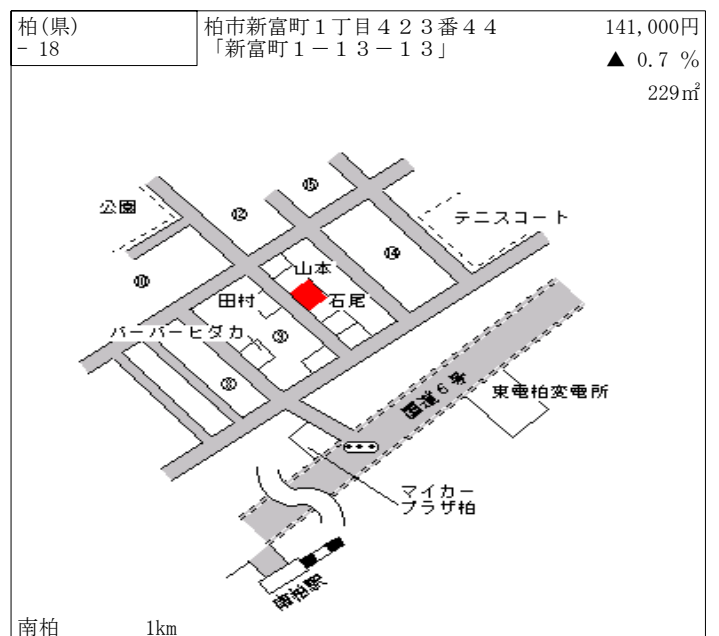 柏(県)
- 18
柏市新富町１丁目４２３番４４
「新富町１－１３－１３」
141,000円
▲ 0.7 %
229㎡
公園
⑮
⑫
テニスコート
⑭
山本
⑩
田村
石尾
バーバーヒダカ
⑨
⑧
国道6号
東電柏変電所
マイカー
プラザ柏
南柏駅
南柏
1km